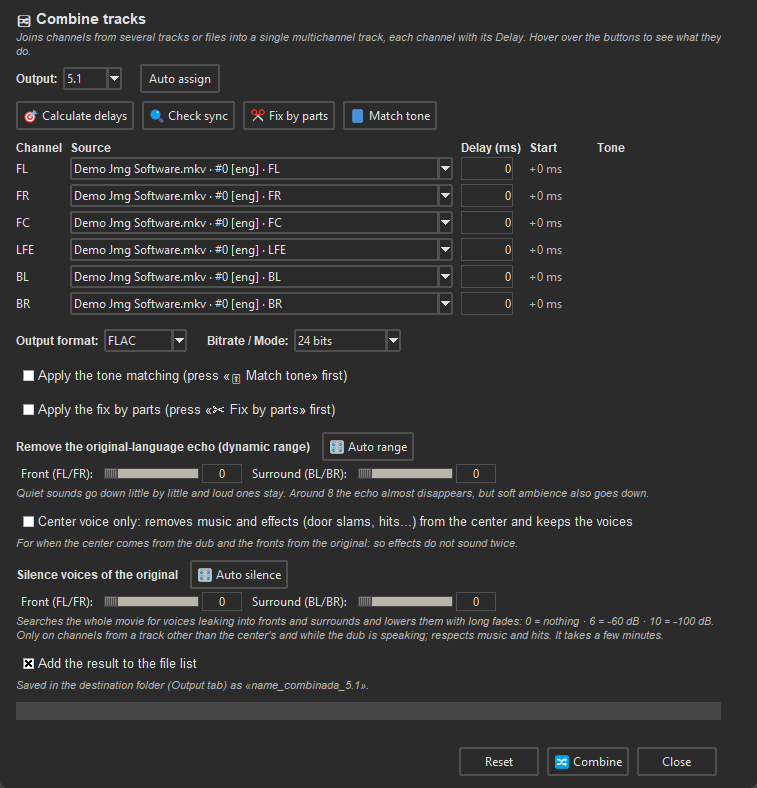 Combine tracks
Joins channels from several tracks or files into a single multichannel track, each channel with its Delay. Hover over the buttons to see what they
do.
Output: 5.1 Auto assign
Calculate delays Check sync Fix by parts Match tone
Channel Source Delay (ms) Start Tone
FL Demo Jmg Software.mkv · #0 [eng] · FL 0 +0 ms
FR Demo Jmg Software.mkv · #0 [eng] · FR 0 +0 ms
FC Demo Jmg Software.mkv · #0 [eng] · FC 0 +0 ms
LFE Demo Jmg Software.mkv · #0 [eng] · LFE 0 +0 ms
BL Demo Jmg Software.mkv · #0 [eng] · BL 0 +0 ms
BR Demo Jmg Software.mkv · #0 [eng] · BR 0 +0 ms
Output format: FLAC Bitrate / Mode: 24 bits
Apply the tone matching (press «🎚 Match tone» first)
Apply the fix by parts (press «✂ Fix by parts» first)
Remove the original-language echo (dynamic range) Auto range
Front (FL/FR): 0 Surround (BL/BR): 0
Quiet sounds go down little by little and loud ones stay. Around 8 the echo almost disappears, but soft ambience also goes down.
Center voice only: removes music and effects (door slams, hits...) from the center and keeps the voices
For when the center comes from the dub and the fronts from the original: so effects do not sound twice.
Silence voices of the original Auto silence
Front (FL/FR): 0 Surround (BL/BR): 0
Searches the whole movie for voices leaking into fronts and surrounds and lowers them with long fades: 0 = nothing · 6 = -60 dB · 10 = -100 dB.
Only on channels from a track other than the center's and while the dub is speaking; respects music and hits. It takes a few minutes.
Add the result to the file list
Saved in the destination folder (Output tab) as «name_combinada_5.1».
Reset Combine Close